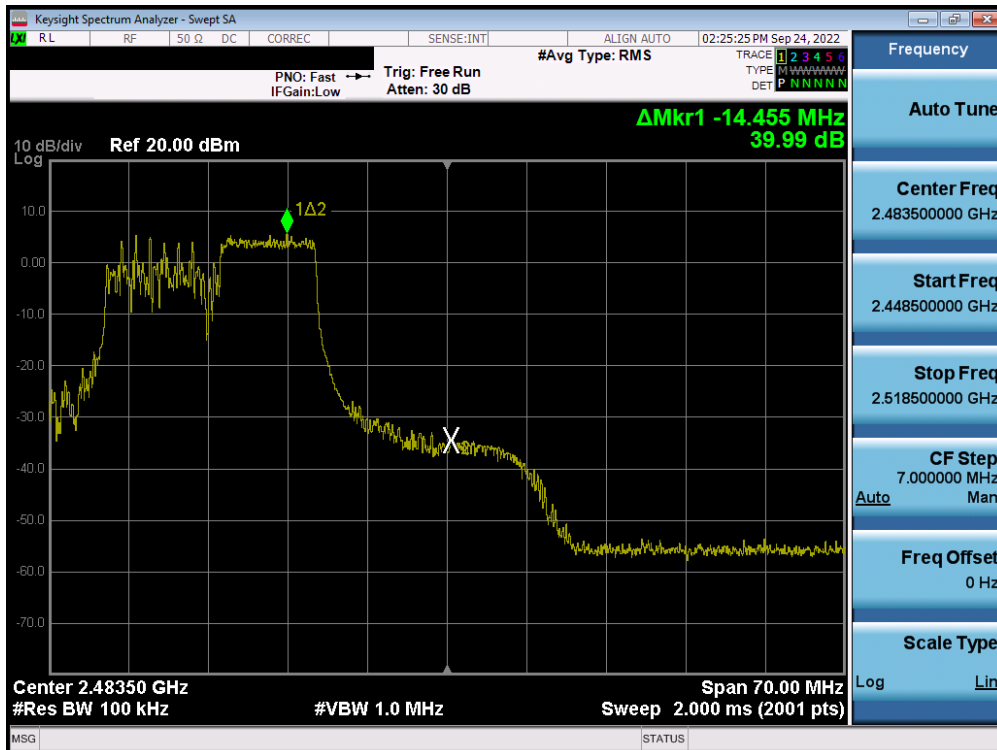 Keysight Spectrum Analyzer - Swept SA
LXI RL RF 50 Ω DC CORREC SENSE:INT ALIGN AUTO 02:25:25 PM Sep 24, 2022
#Avg Type: RMS TRACE 1 2 3 4 5 6
PNO: Fast Trig: Free Run TYPE M WWWWW
IFGain:Low Atten: 30 dB DET P N N N N N
ΔMkr1 -14.455 MHz
39.99 dB
10 dB/div Ref 20.00 dBm
Log
1Δ2
10.0
0.00
-10.0
-20.0
-30.0
X
-40.0
-50.0
-60.0
-70.0
Center 2.48350 GHz Span 70.00 MHz
#Res BW 100 kHz #VBW 1.0 MHz Sweep 2.000 ms (2001 pts)
MSG STATUS
Frequency
Auto Tune
Center Freq
2.483500000 GHz
Start Freq
2.448500000 GHz
Stop Freq
2.518500000 GHz
CF Step
7.000000 MHz
Auto Man
Freq Offset
0 Hz
Scale Type
Log Lin